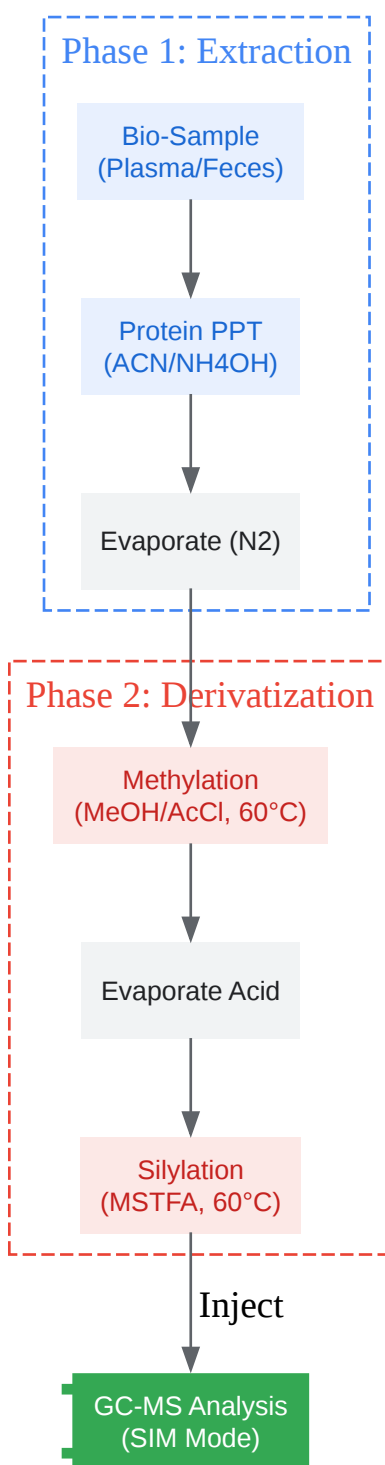 Phase 1: Extraction
Bio-Sample
(Plasma/Feces)
Protein PPT
(ACN/NH4OH)
Evaporate (N2)
Phase 2: Derivatization
Methylation
(MeOH/AcCl, 60°C)
Evaporate Acid
Silylation
(MSTFA, 60°C)
Inject
GC-MS Analysis
(SIM Mode)